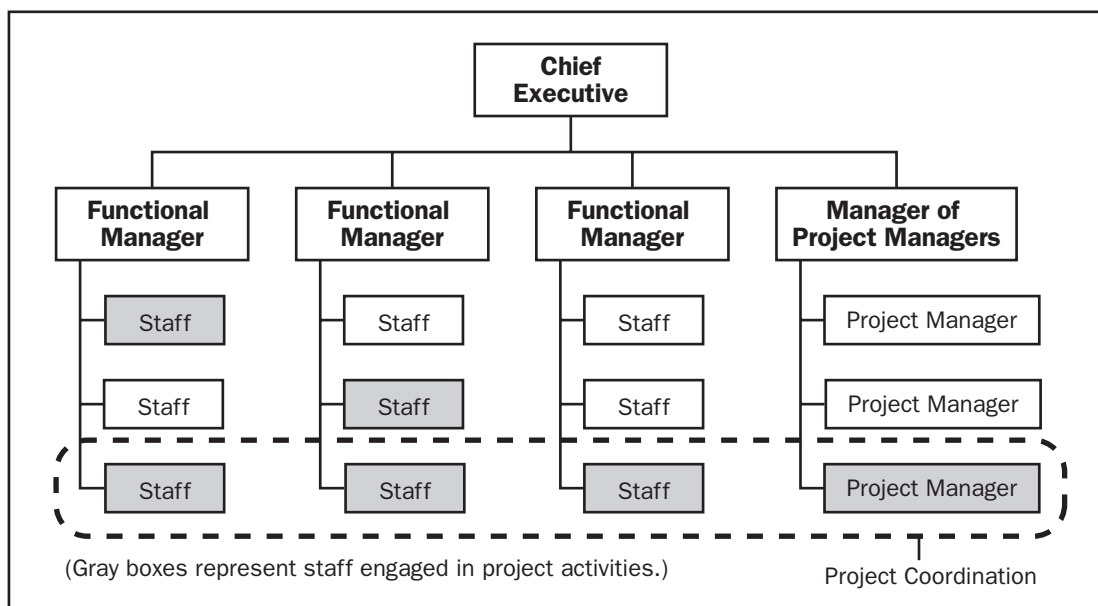 Chief
Executive
Functional
Manager
Functional
Manager
Functional
Manager
Manager of
Project Managers
Staff
Staff
Staff
Project Manager
Staff
Staff
Staff
Project Manager
Staff
Staff
Staff
Project Manager
(Gray boxes represent staff engaged in project activities.)
Project Coordination